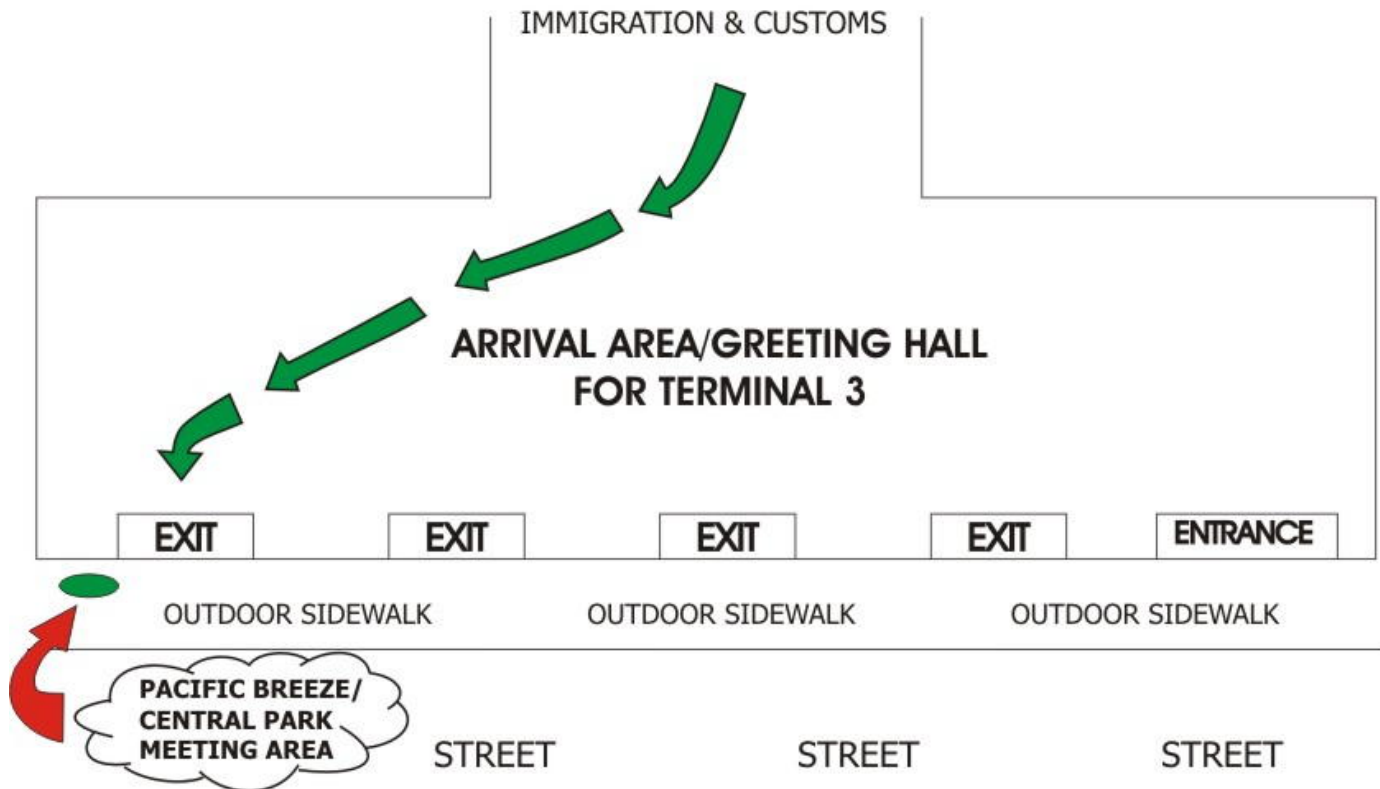 IMMIGRATION & CUSTOMS
ARRIVAL AREA/GREETING HALL
FOR TERMINAL 3
EXIT
EXIT
EXIT
EXIT
ENTRANCE
OUTDOOR SIDEWALK
OUTDOOR SIDEWALK
OUTDOOR SIDEWALK
PACIFIC BREEZE/
CENTRAL PARK
MEETING AREA
STREET
STREET
STREET